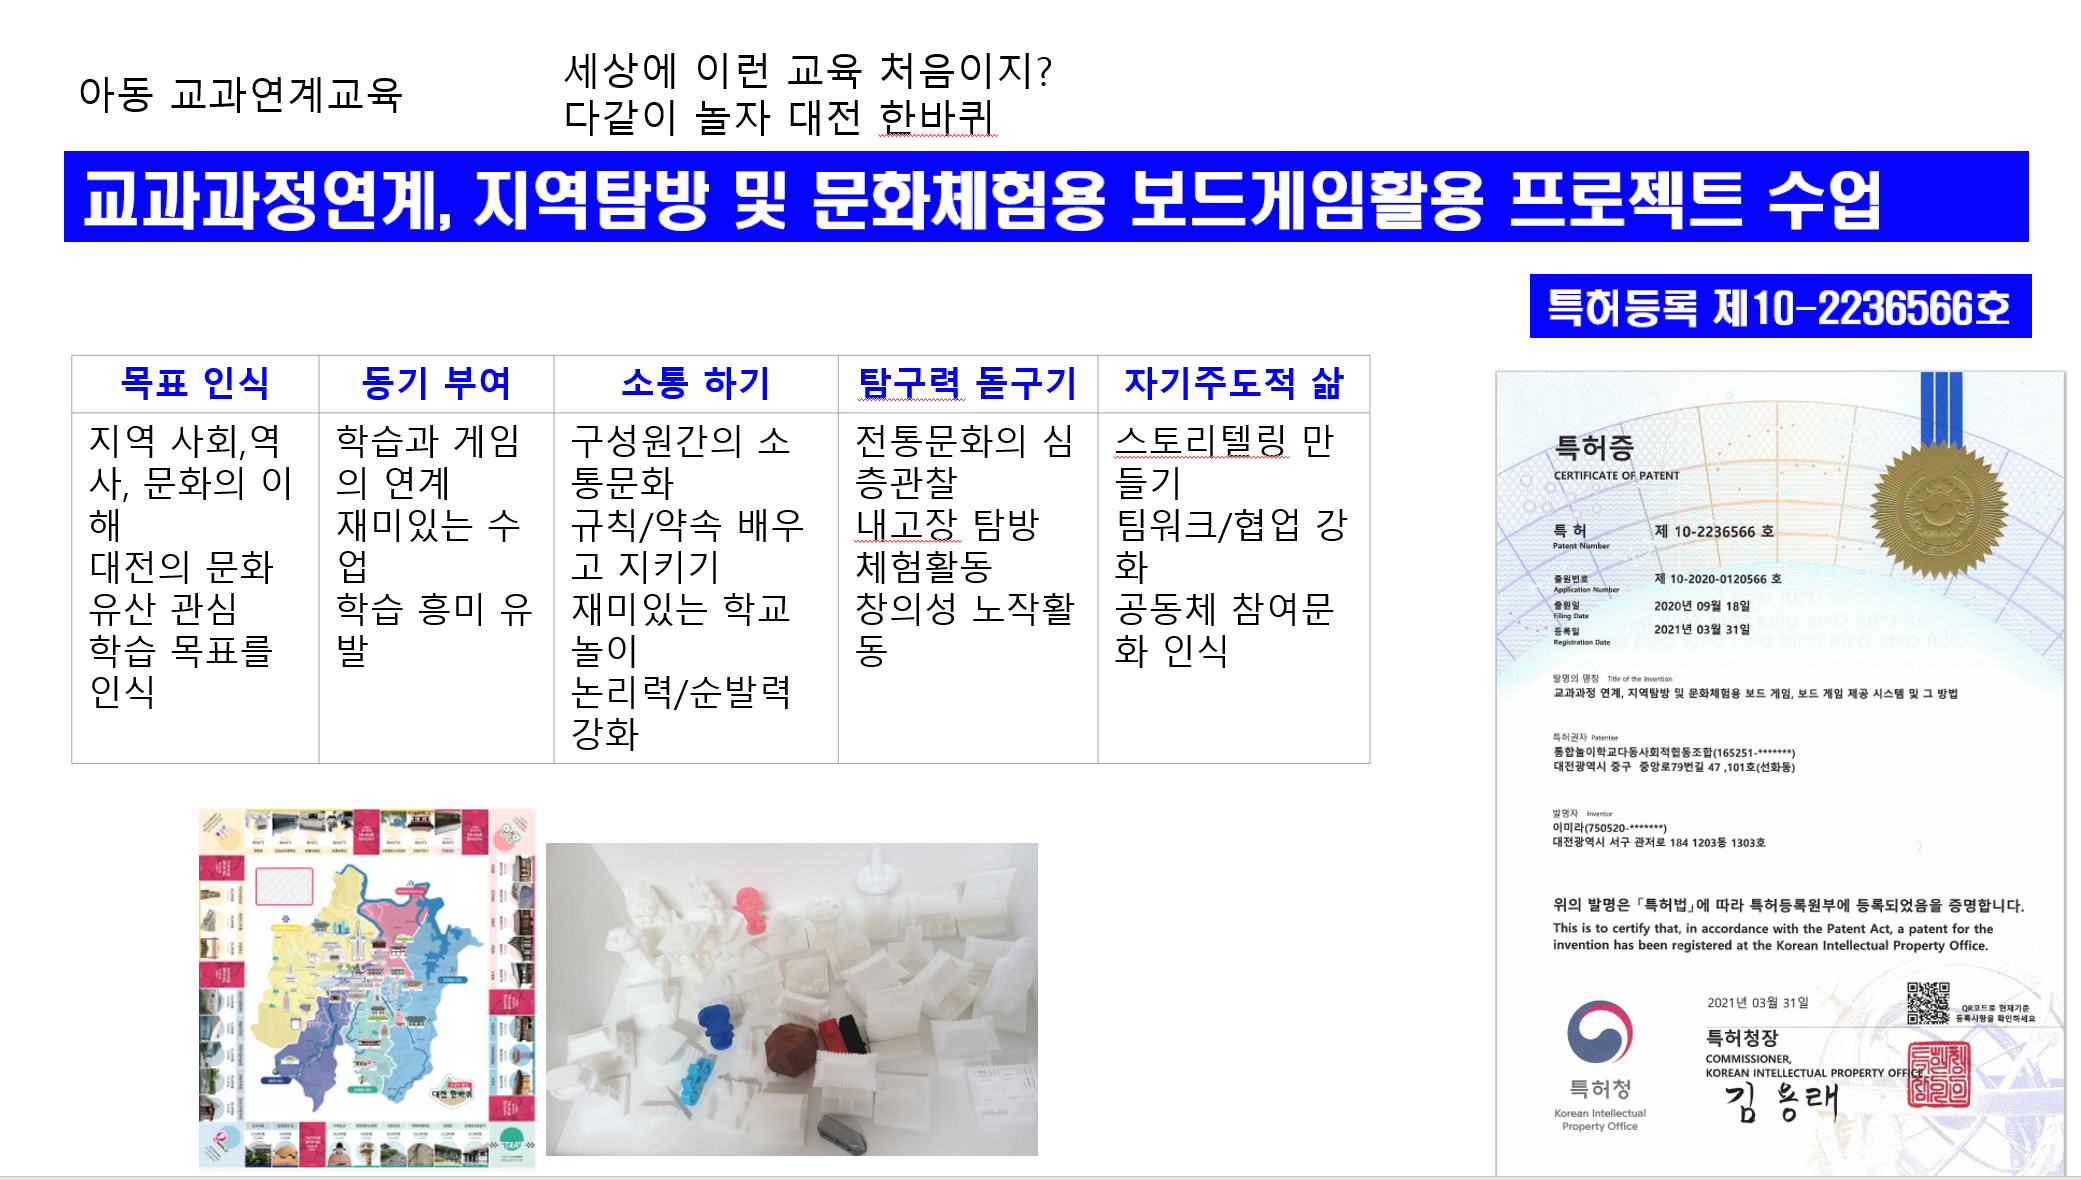 아동 교과연계교육
세상에 이런 교육 처음이지?
다같이 놀자 대전 한바퀴
교과과정연계, 지역탐방 및 문화체험용 보드게임활용 프로젝트 수업
특허등록 제10-2236566호
목표 인식
지역 사회,역
사, 문화의 이
해
대전의 문화
유산 관심
학습 목표를
인식
동기 부여
학습과 게임
의 연계
재미있는 수
업
학습 흥미 유
발
소통 하기
구성원간의 소
통문화
규칙/약속 배우
고 지키기
재미있는 학교
놀이
논리력/순발력
강화
탐구력 돋구기
전통문화의 심
층관찰
내고장 탐방
체험활동
창의성 노작활
동
자기주도적 삶
스토리텔링 만
들기
팀워크/협업 강
화
공동체 참여문
화 인식
대전 한바퀴
특허증
CERTIFICATE OF PATENT
특 허 제 10-2236566 호
Patent Number
출원번호 제 10-2020-0120566 호
Application Number
출원일 2020년 09월 18일
Filing Date
등록일 2021년 03월 31일
Registration Date
발명의 명칭 Title of the Invention
교과과정 연계, 지역탐방 및 문화체험용 보드 게임, 보드 게임 제공 시스템 및 그 방법
특허권자 Patentee
통합놀이학교다동사회적협동조합(165251-*******)
대전광역시 중구 중앙로79번길 47 ,101호(선화동)
발명자 Inventor
이미라(750520-*******)
대전광역시 서구 관저로 184 1203동 1303호
위의 발명은 「특허법」에 따라 특허등록원부에 등록되었음을 증명합니다.
This is to certify that, in accordance with the Patent Act, a patent for the
invention has been registered at the Korean Intellectual Property Office.
2021년 03월 31일
QR코드로 현재기준
등록사항을 확인하세요
특허청장
COMMISSIONER,
KOREAN INTELLECTUAL PROPERTY OFFICE
김용래
특허청
Korean Intellectual
Property Office